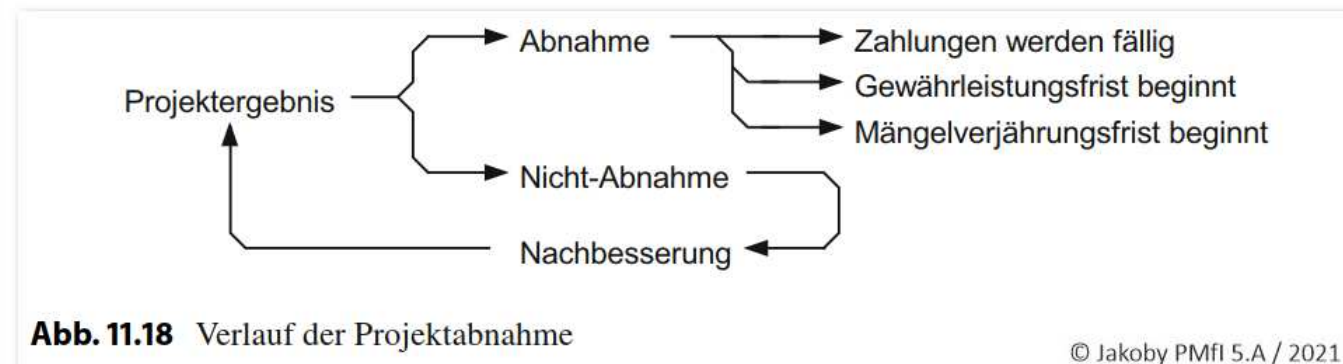 Abnahme
Zahlungen werden fällig
Gewährleistungsfrist beginnt
Projektergebnis
Mängelverjährungsfrist beginnt
Nicht-Abnahme
Nachbesserung
Abb. 11.18 Verlauf der Projektabnahme
© Jakoby PMfI 5.A / 2021